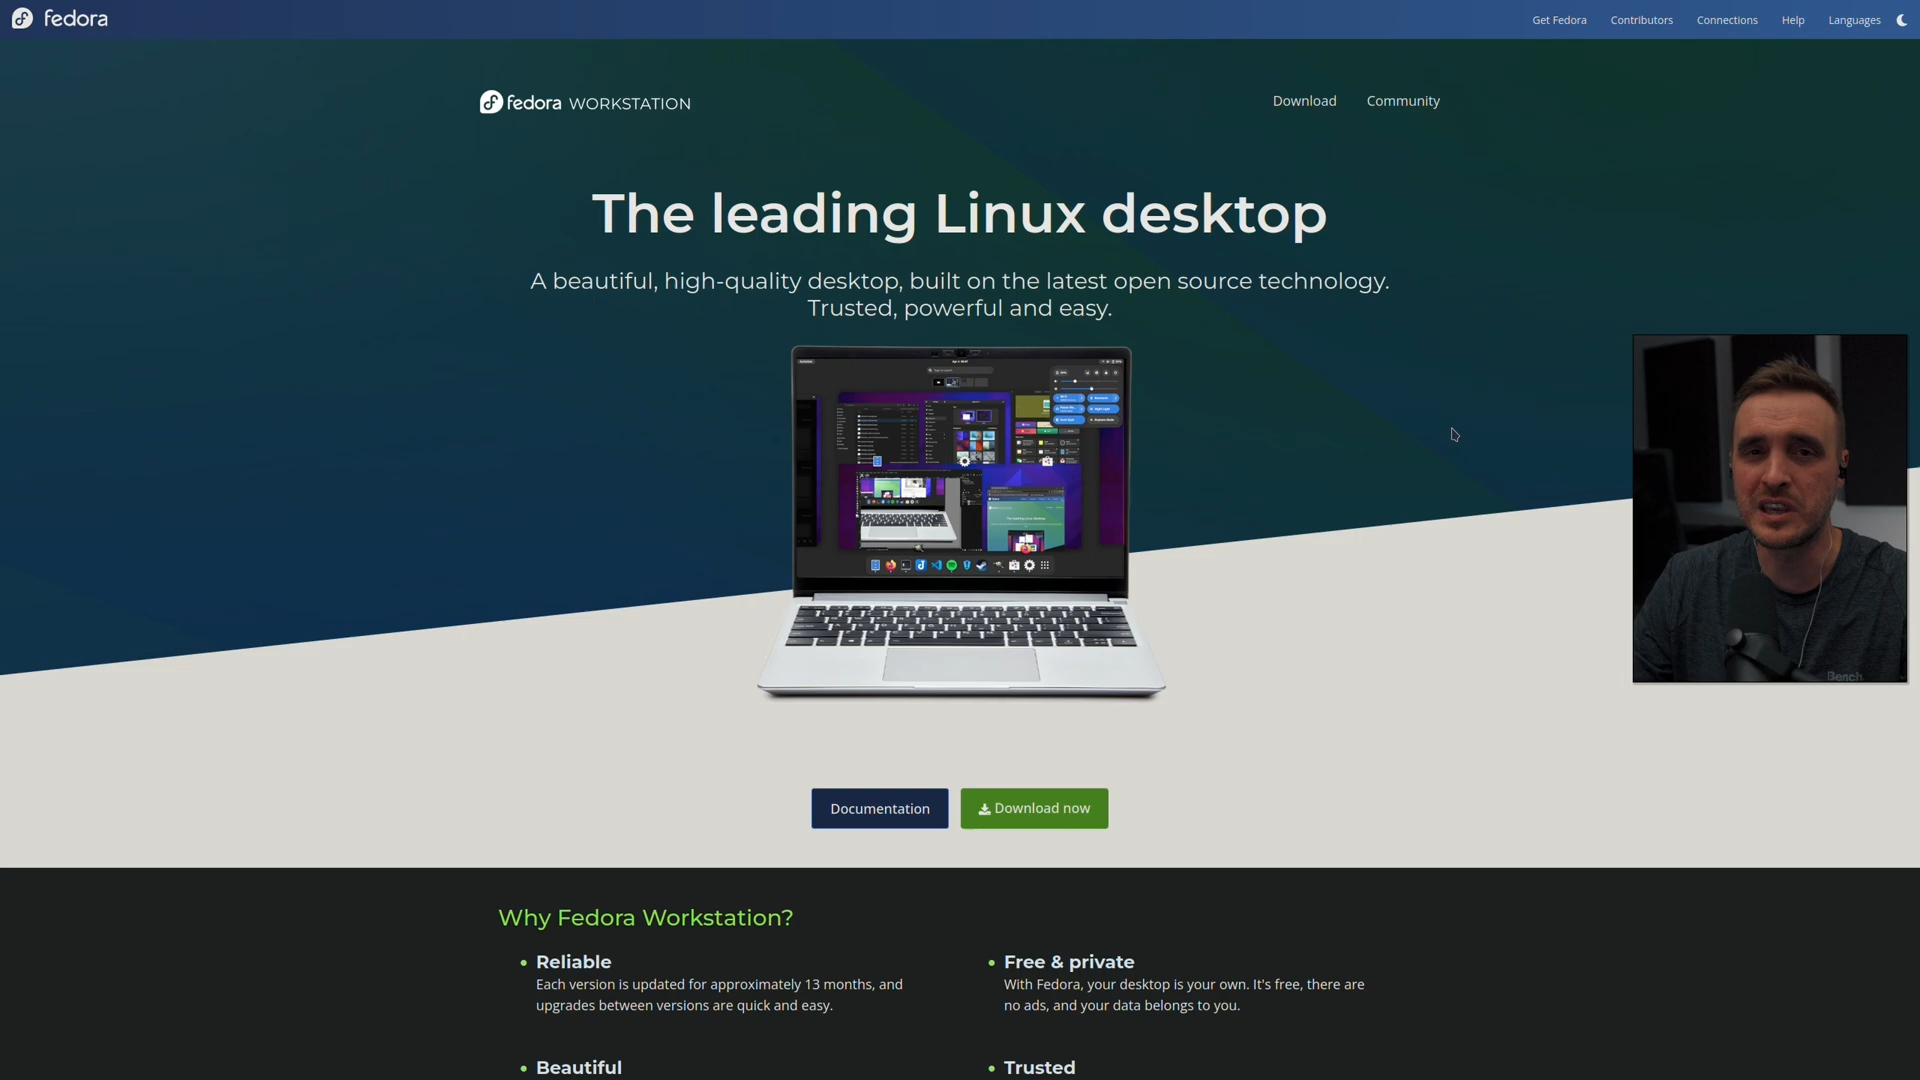 fedora
Get Fedora
Contributors
Connections
Help
Languages
fedora WORKSTATION
Download
Community
The leading Linux desktop
A beautiful, high-quality desktop, built on the latest open source technology.
Trusted, powerful and easy.
Bench
Documentation
Download now
Why Fedora Workstation?
Reliable
Each version is updated for approximately 13 months, and
upgrades between versions are quick and easy.
Free & private
With Fedora, your desktop is your own. It's free, there are
no ads, and your data belongs to you.
Beautiful
Trusted